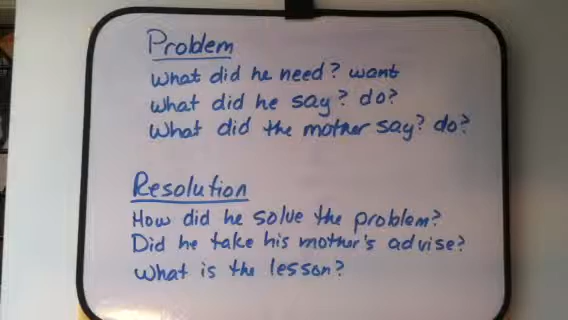 Problem
What did he need? want
What did he say? do?
What did the mother say? do?
Resolution
How did he solve the problem?
Did he take his mother's advise?
What is the lesson?